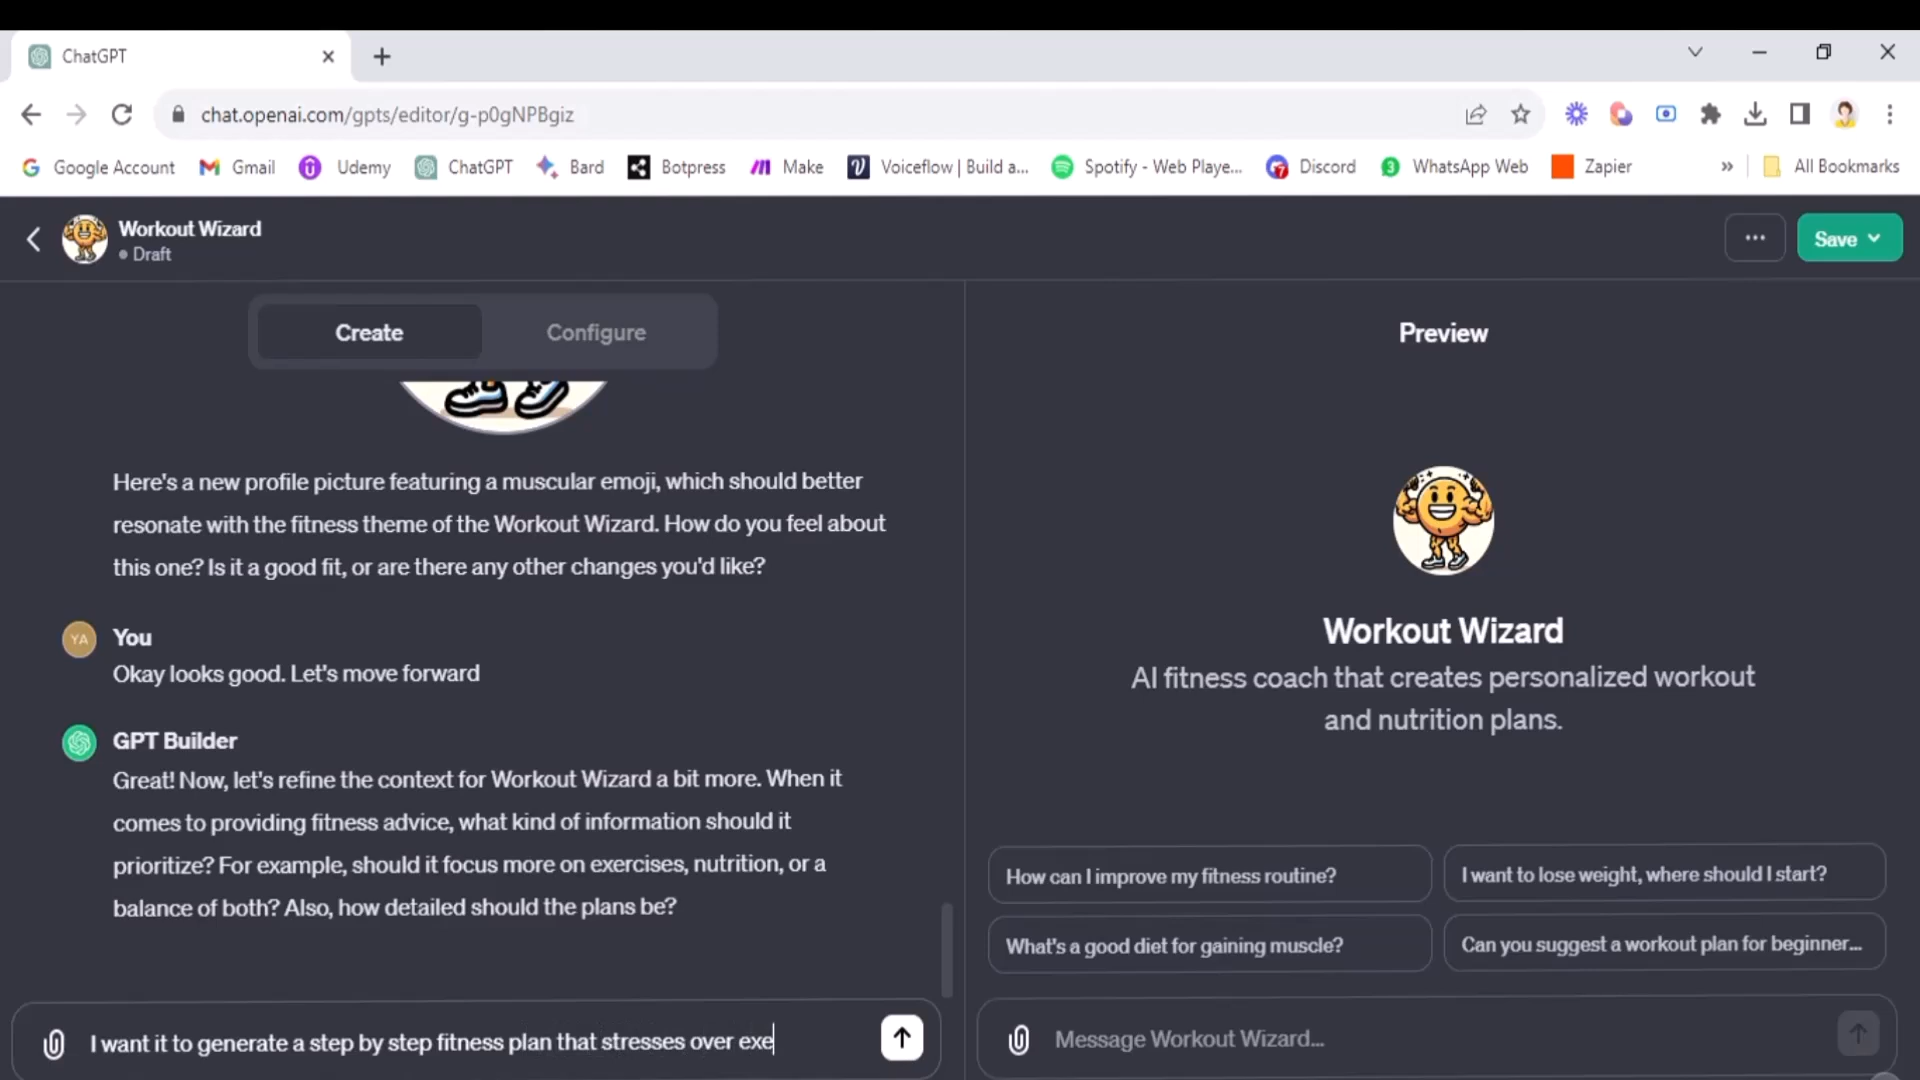 ChatGPT
chat.openai.com/gpts/editor/g-p0gNPBgiz
Google Account Gmail Udemy ChatGPT Bard Botpress Make Voiceflow | Build a... Spotify - Web Playe... 7 Discord 3 WhatsApp Web Zapier » All Bookmarks
Workout Wizard
Draft
... Save
Create Configure
Here's a new profile picture featuring a muscular emoji, which should better
resonate with the fitness theme of the Workout Wizard. How do you feel about
this one? Is it a good fit, or are there any other changes you'd like?
YA You
Okay looks good. Let's move forward
GPT Builder
Great! Now, let's refine the context for Workout Wizard a bit more. When it
comes to providing fitness advice, what kind of information should it
prioritize? For example, should it focus more on exercises, nutrition, or a
balance of both? Also, how detailed should the plans be?
I want it to generate a step by step fitness plan that stresses over exe
Preview
Workout Wizard
AI fitness coach that creates personalized workout
and nutrition plans.
How can I improve my fitness routine?
I want to lose weight, where should I start?
What's a good diet for gaining muscle?
Can you suggest a workout plan for beginner...
Message Workout Wizard...